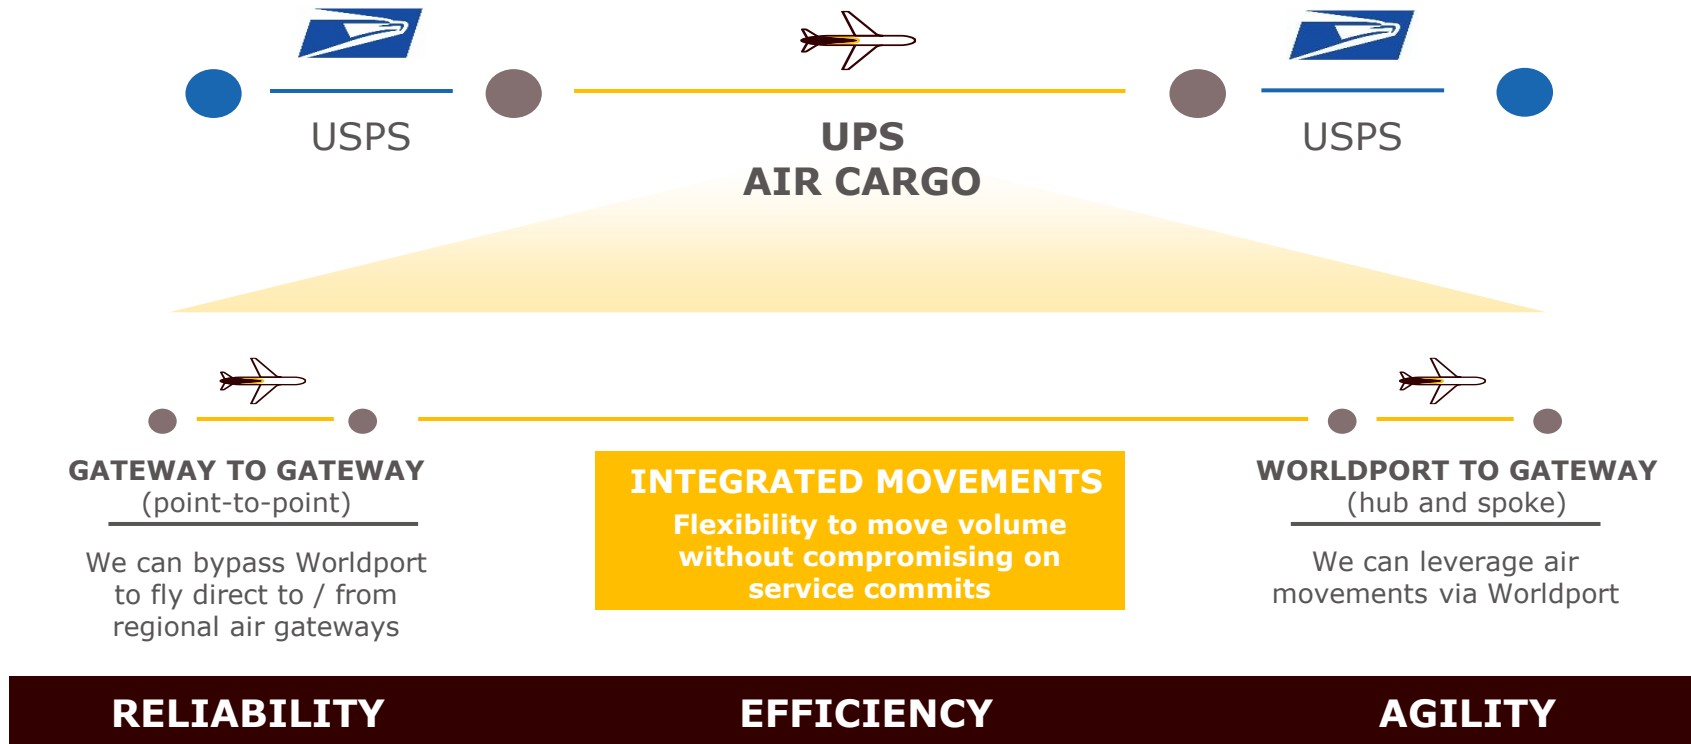 USPS
UPS
AIR CARGO
USPS
GATEWAY TO GATEWAY
(point-to-point)
We can bypass Worldport
to fly direct to / from
regional air gateways
INTEGRATED MOVEMENTS
Flexibility to move volume
without compromising on
service commits
WORLDPORT TO GATEWAY
(hub and spoke)
We can leverage air
movements via Worldport
RELIABILITY
EFFICIENCY
AGILITY